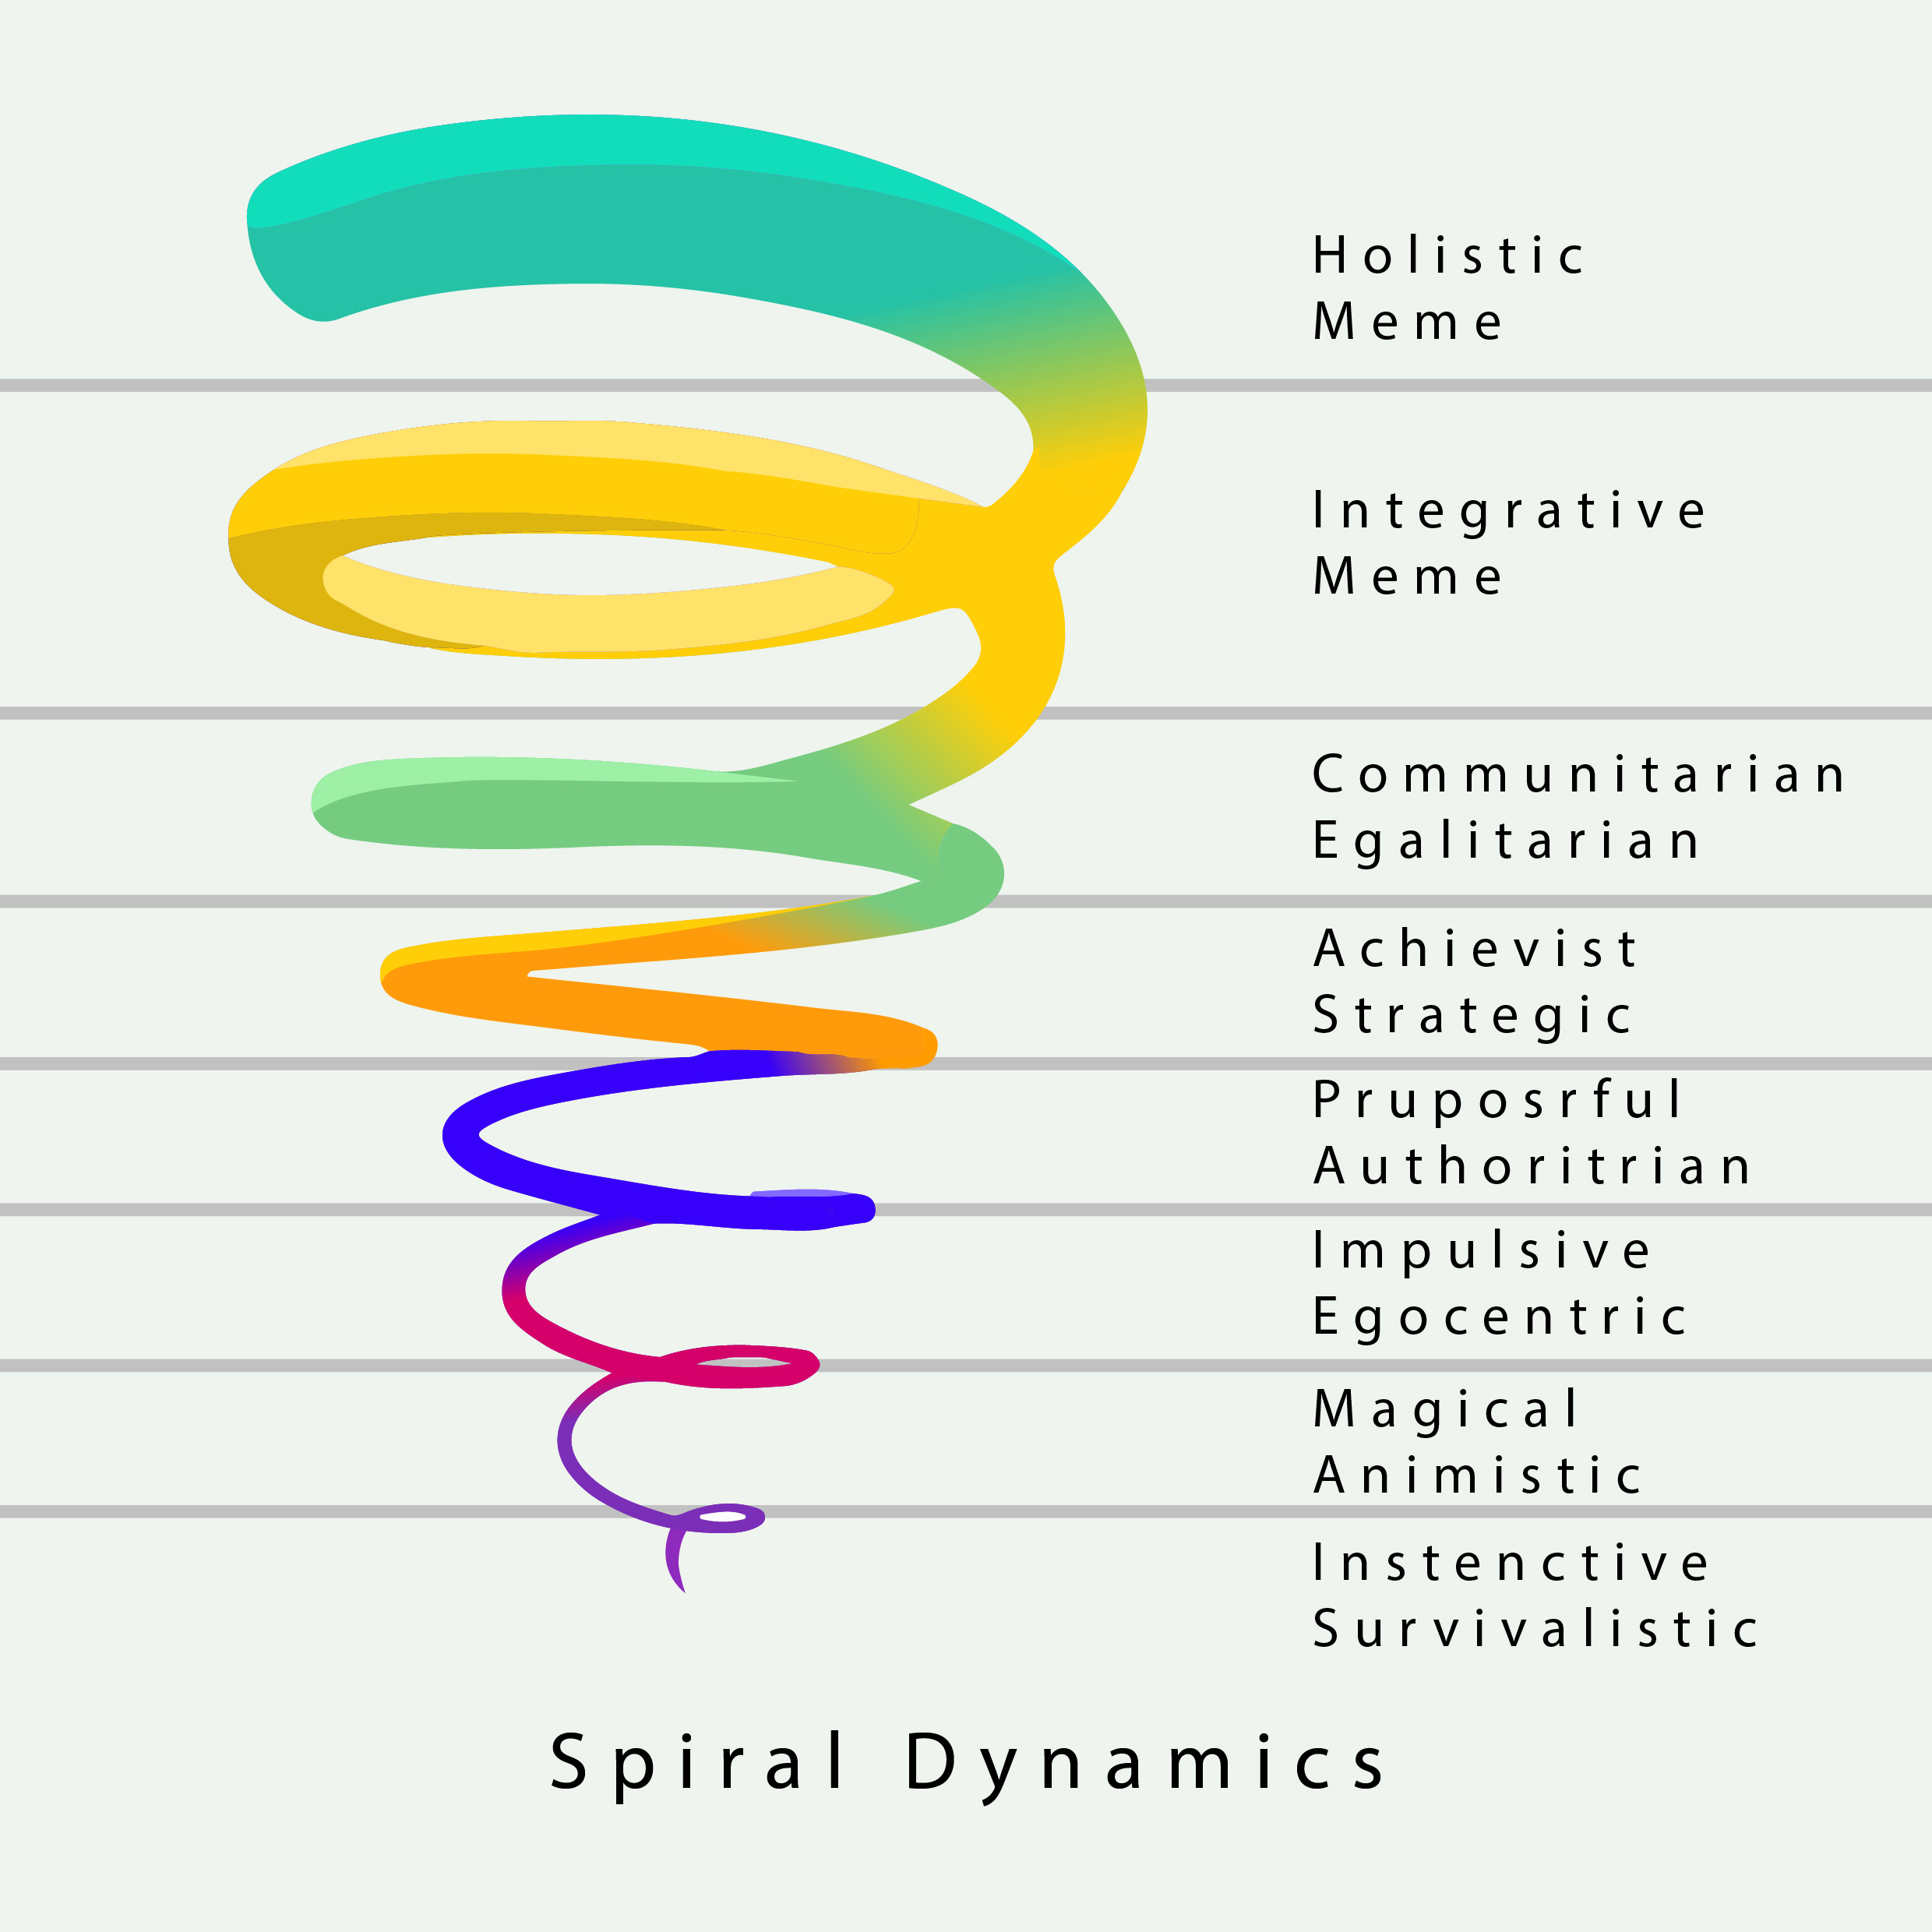 Holistic
Meme
Integrative
Meme
Communitarian
Egalitarian
Achievist
Strategic
Pruposrful
Authoritrian
Impulsive
Egocentric
Magical
Animistic
Instenctive
Survivalistic
Spiral Dynamics